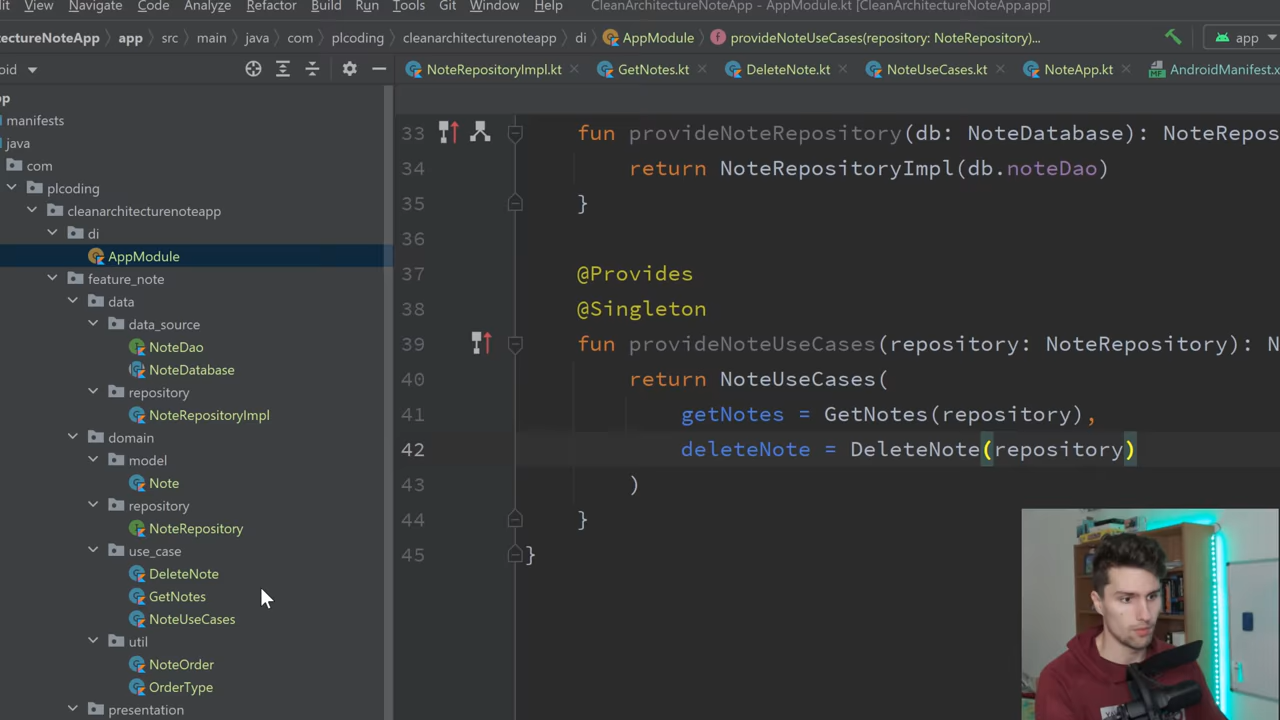 View Navigate Code Analyze Refactor Build Run Tools Git Window Help CleanArchitectureNoteApp - AppModule.kt [CleanArchitectureNoteApp.app]
app src main java com plcoding cleanarchitecturenoteapp di AppModule.kt provideNoteUseCases(repository: NoteRepository)... app
NoteRepositoryImpl.kt GetNotes.kt DeleteNote.kt NoteUseCases.kt NoteApp.kt AndroidManifest.x
manifests
java
com
plcoding
cleanarchitecturenoteapp
di
AppModule
feature_note
data
data_source
NoteDao
NoteDatabase
repository
NoteRepositoryImpl
domain
model
Note
repository
NoteRepository
use_case
DeleteNote
GetNotes
NoteUseCases
util
NoteOrder
OrderType
presentation
33 fun provideNoteRepository(db: NoteDatabase): NoteRepos
34 return NoteRepositoryImpl(db.noteDao)
35 }
36
37 @Provides
38 @Singleton
39 fun provideNoteUseCases(repository: NoteRepository): N
40 return NoteUseCases(
41 getNotes = GetNotes(repository),
42 deleteNote = DeleteNote(repository)
43 )
44 }
45 }